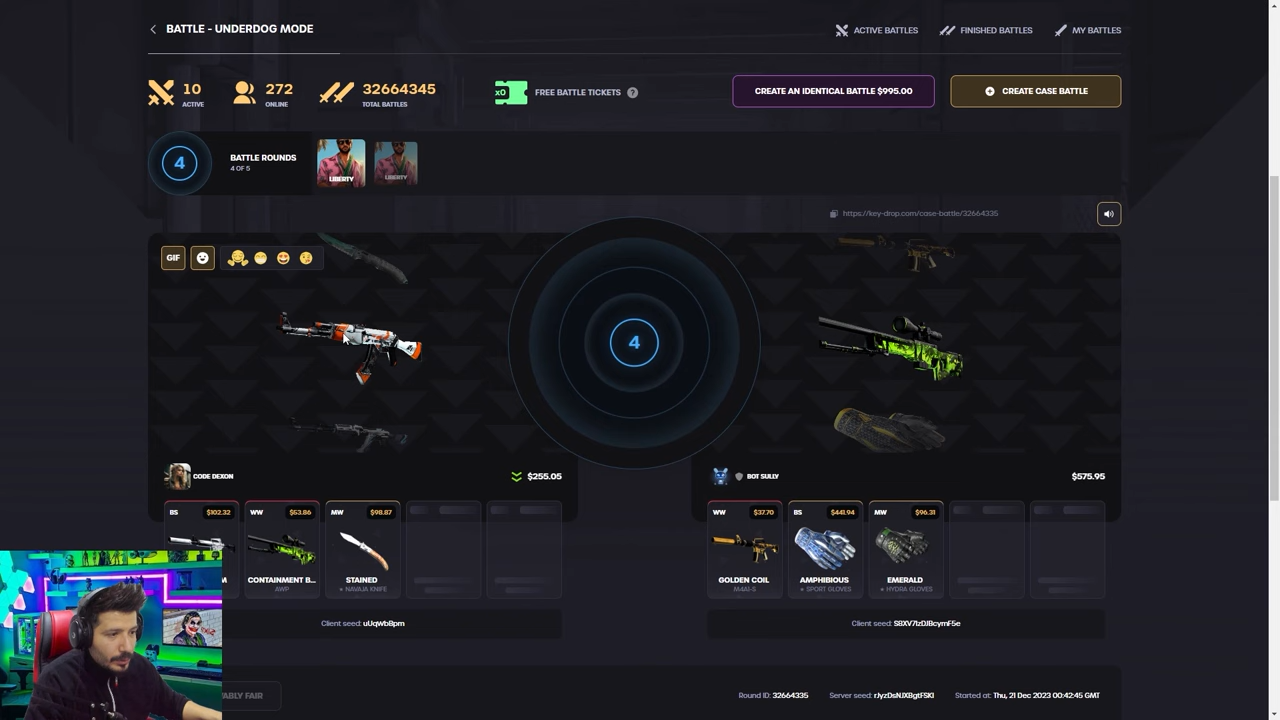 BATTLE - UNDERDOG MODE
ACTIVE BATTLES
FINISHED BATTLES
MY BATTLES
10
ACTIVE
272
ONLINE
32664345
TOTAL BATTLES
x0
FREE BATTLE TICKETS ?
CREATE AN IDENTICAL BATTLE $995.00
CREATE CASE BATTLE
4
BATTLE ROUNDS
4 OF 5
LIBERTY
LIBERTY
https://key-drop.com/case-battle/32664335
GIF
4
CODE DEXON
$255.05
BOT SULLY
$575.95
BS $102.32
WW $53.86
CONTAINMENT B...
AWP
MW $98.87
STAINED
★ NAVAJA KNIFE
WW $37.70
GOLDEN COIL
M4A1-S
BS $441.94
AMPHIBIOUS
★ SPORT GLOVES
MW $96.31
EMERALD
★ HYDRA GLOVES
Client seed: uUqWbBpm
Client seed: S8XV7IzDJBcymF5e
Round ID: 32664335
Server seed: rJyzDsNJXBgtFSKI
Started at: Thu, 21 Dec 2023 00:42:45 GMT